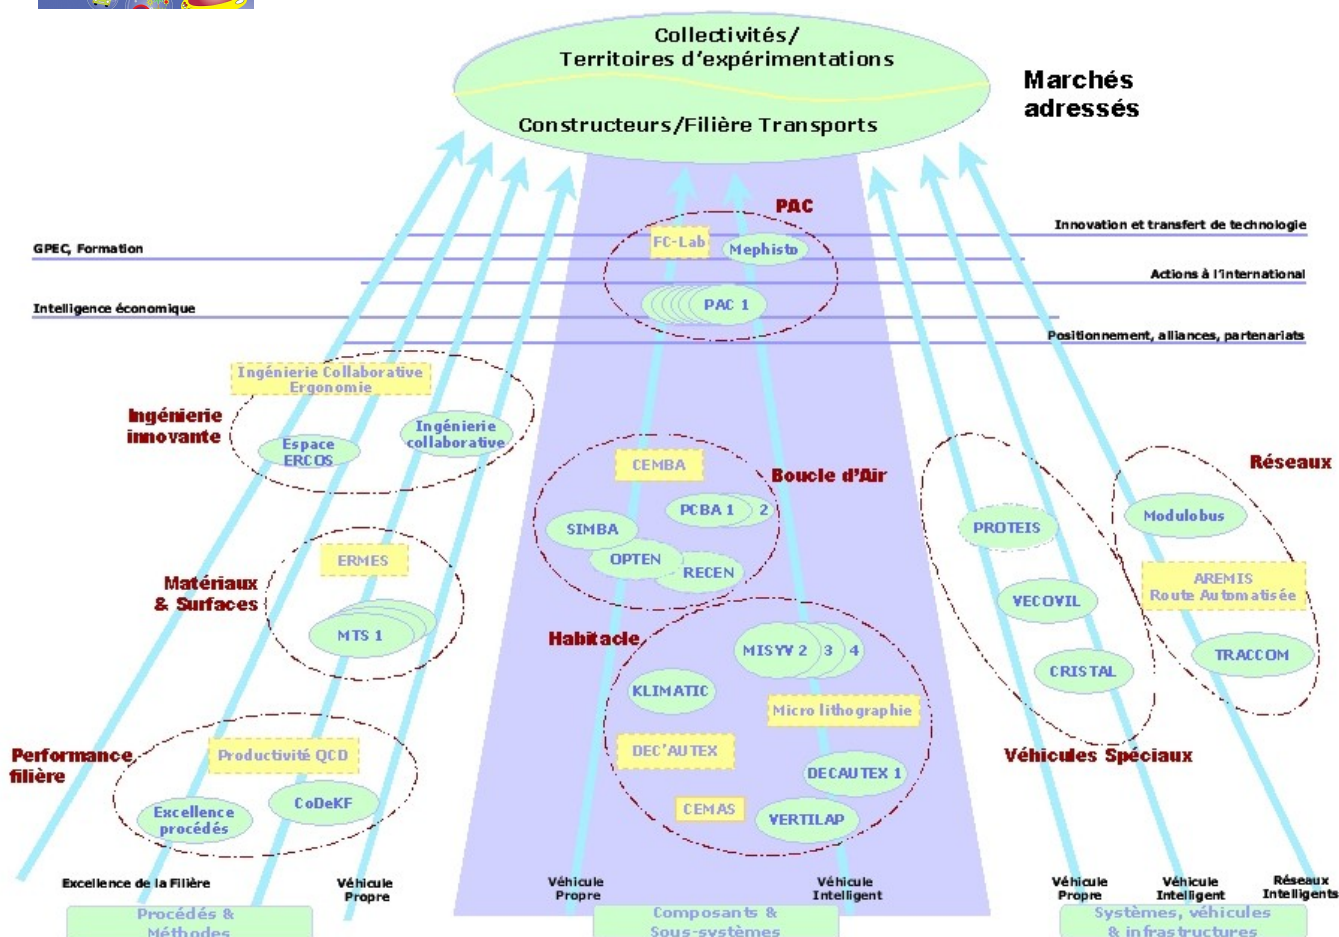 Collectivités/
Territoires d'expérimentations
Constructeurs/Filière Transports
Marchés
adressés
PAC
FC-Lab
Mephisto
PAC 1
Innovation et transfert de technologie
GPEC, Formation
Actions à l'international
Intelligence économique
Positionnement, alliances, partenariats
Ingénierie Collaborative
Ergonomie
Ingénierie
innovante
Espace
ERCOS
Ingénierie
collaborative
CEMBA
Boucle d'Air
PCBA 1
2
SIMBA
OPTEN
RECEN
Réseaux
PROTEIS
Modulobus
AREMIS
Route Automatisée
VECOVIL
CRISTAL
TRACCOM
Véhicules Spéciaux
ERMES
Matériaux
& Surfaces
MTS 1
Habitacle
MISYV 2
3
4
KLIMATIC
Micro lithographie
DEC'AUTEX
DECAUTEX 1
CEMAS
VERTILAP
Performance
filière
Productivité QCD
CoDeKF
Excellence
procédés
Excellence de la Filière
Véhicule
Propre
Véhicule
Propre
Véhicule
Intelligent
Véhicule
Propre
Véhicule
Intelligent
Réseaux
Intelligents
Procédés &
Méthodes
Composants &
Sous-systèmes
Systèmes, véhicules
& infrastructures